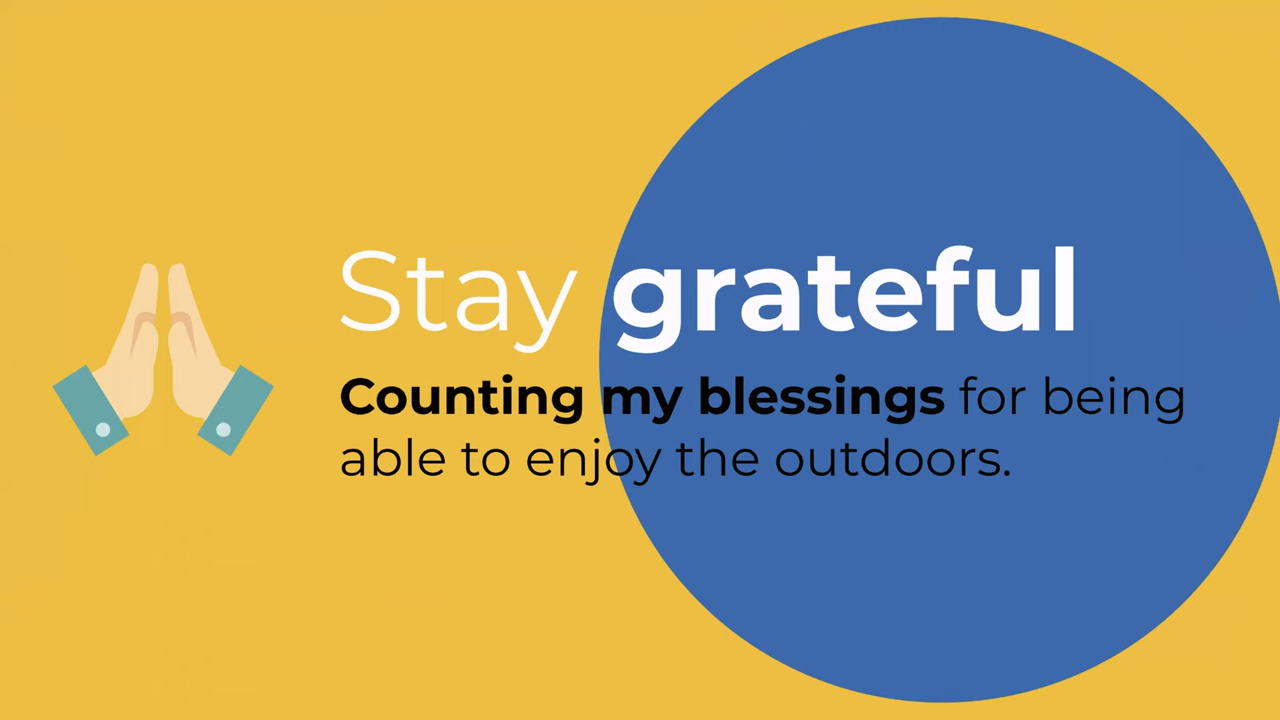 Stay grateful
Counting my blessings for being
able to enjoy the outdoors.